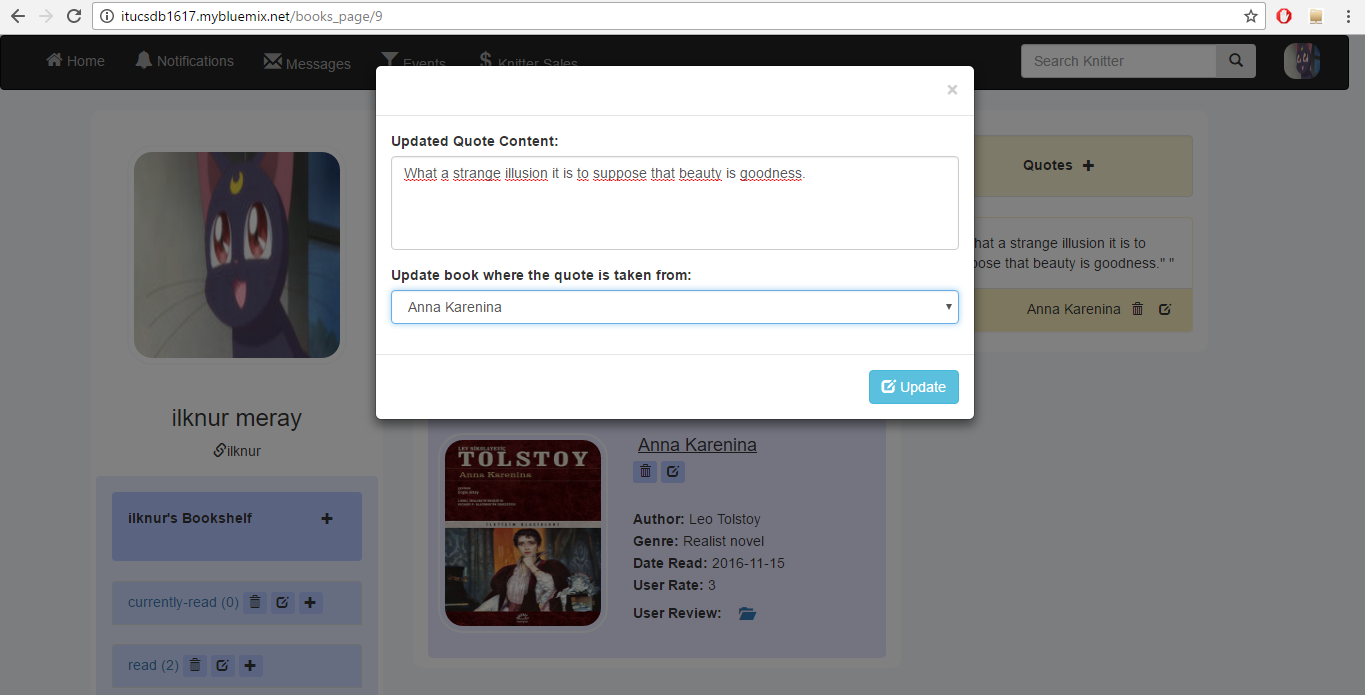 itucsdb1617.mybluemix.net/books_page/9
Home Notifications Messages Events Knitter Sales Search Knitter
×
Updated Quote Content:
What a strange illusion it is to suppose that beauty is goodness.
Update book where the quote is taken from:
Anna Karenina
Update
Quotes
hat a strange illusion it is to
pose that beauty is goodness." "
Anna Karenina
ilknur meray
ilknur
ilknur's Bookshelf
currently-read (0)
read (2)
LEV NİKOLAYEVİÇ
TOLSTOY
Anna Karenina
Anna Karenina
Author: Leo Tolstoy
Genre: Realist novel
Date Read: 2016-11-15
User Rate: 3
User Review: